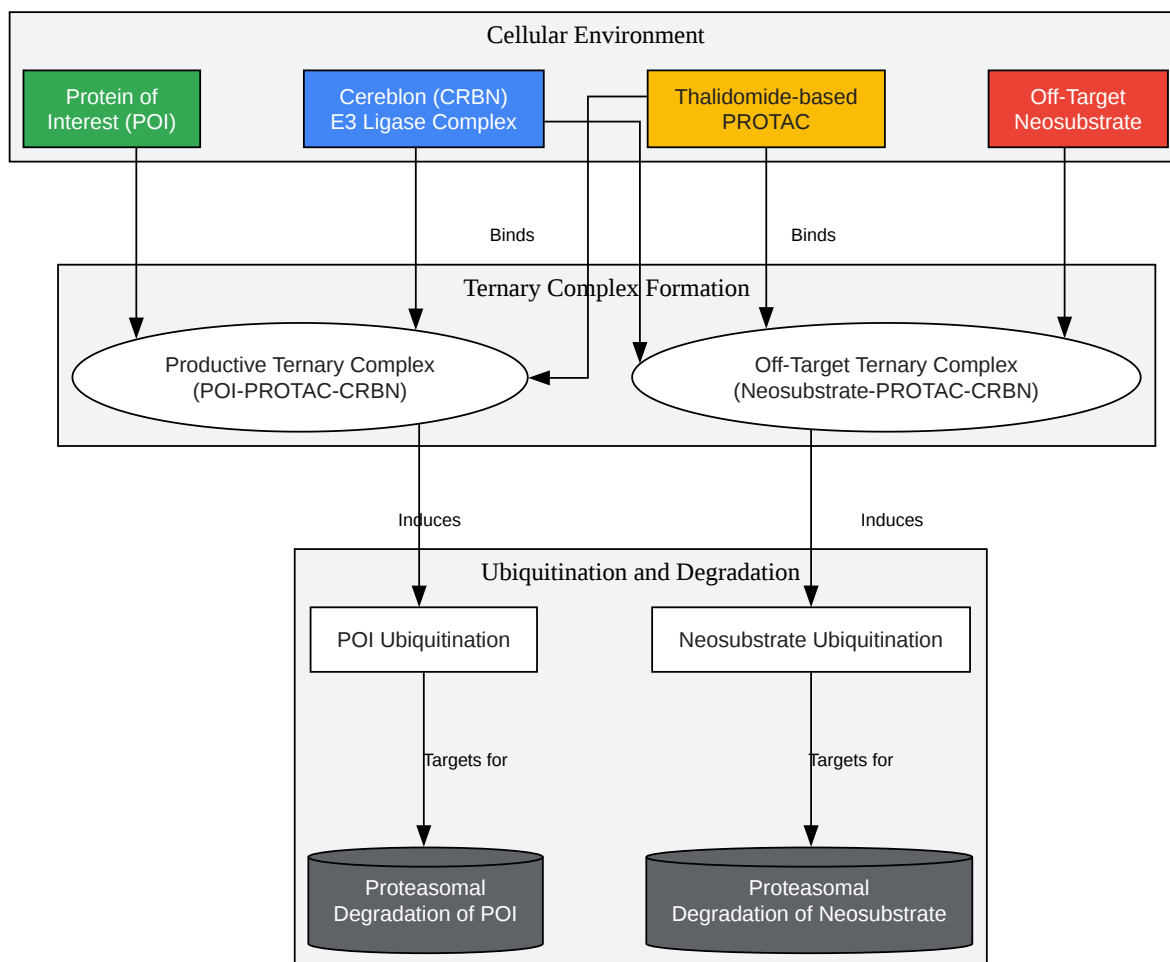 Cellular Environment
Protein of
Interest (POI)
Cereblon (CRBN)
E3 Ligase Complex
Thalidomide-based
PROTAC
Off-Target
Neosubstrate
Binds
Binds
Ternary Complex Formation
Productive Ternary Complex
(POI-PROTAC-CRBN)
Off-Target Ternary Complex
(Neosubstrate-PROTAC-CRBN)
Induces
Induces
Ubiquitination and Degradation
POI Ubiquitination
Neosubstrate Ubiquitination
Targets for
Targets for
Proteasomal
Degradation of POI
Proteasomal
Degradation of Neosubstrate